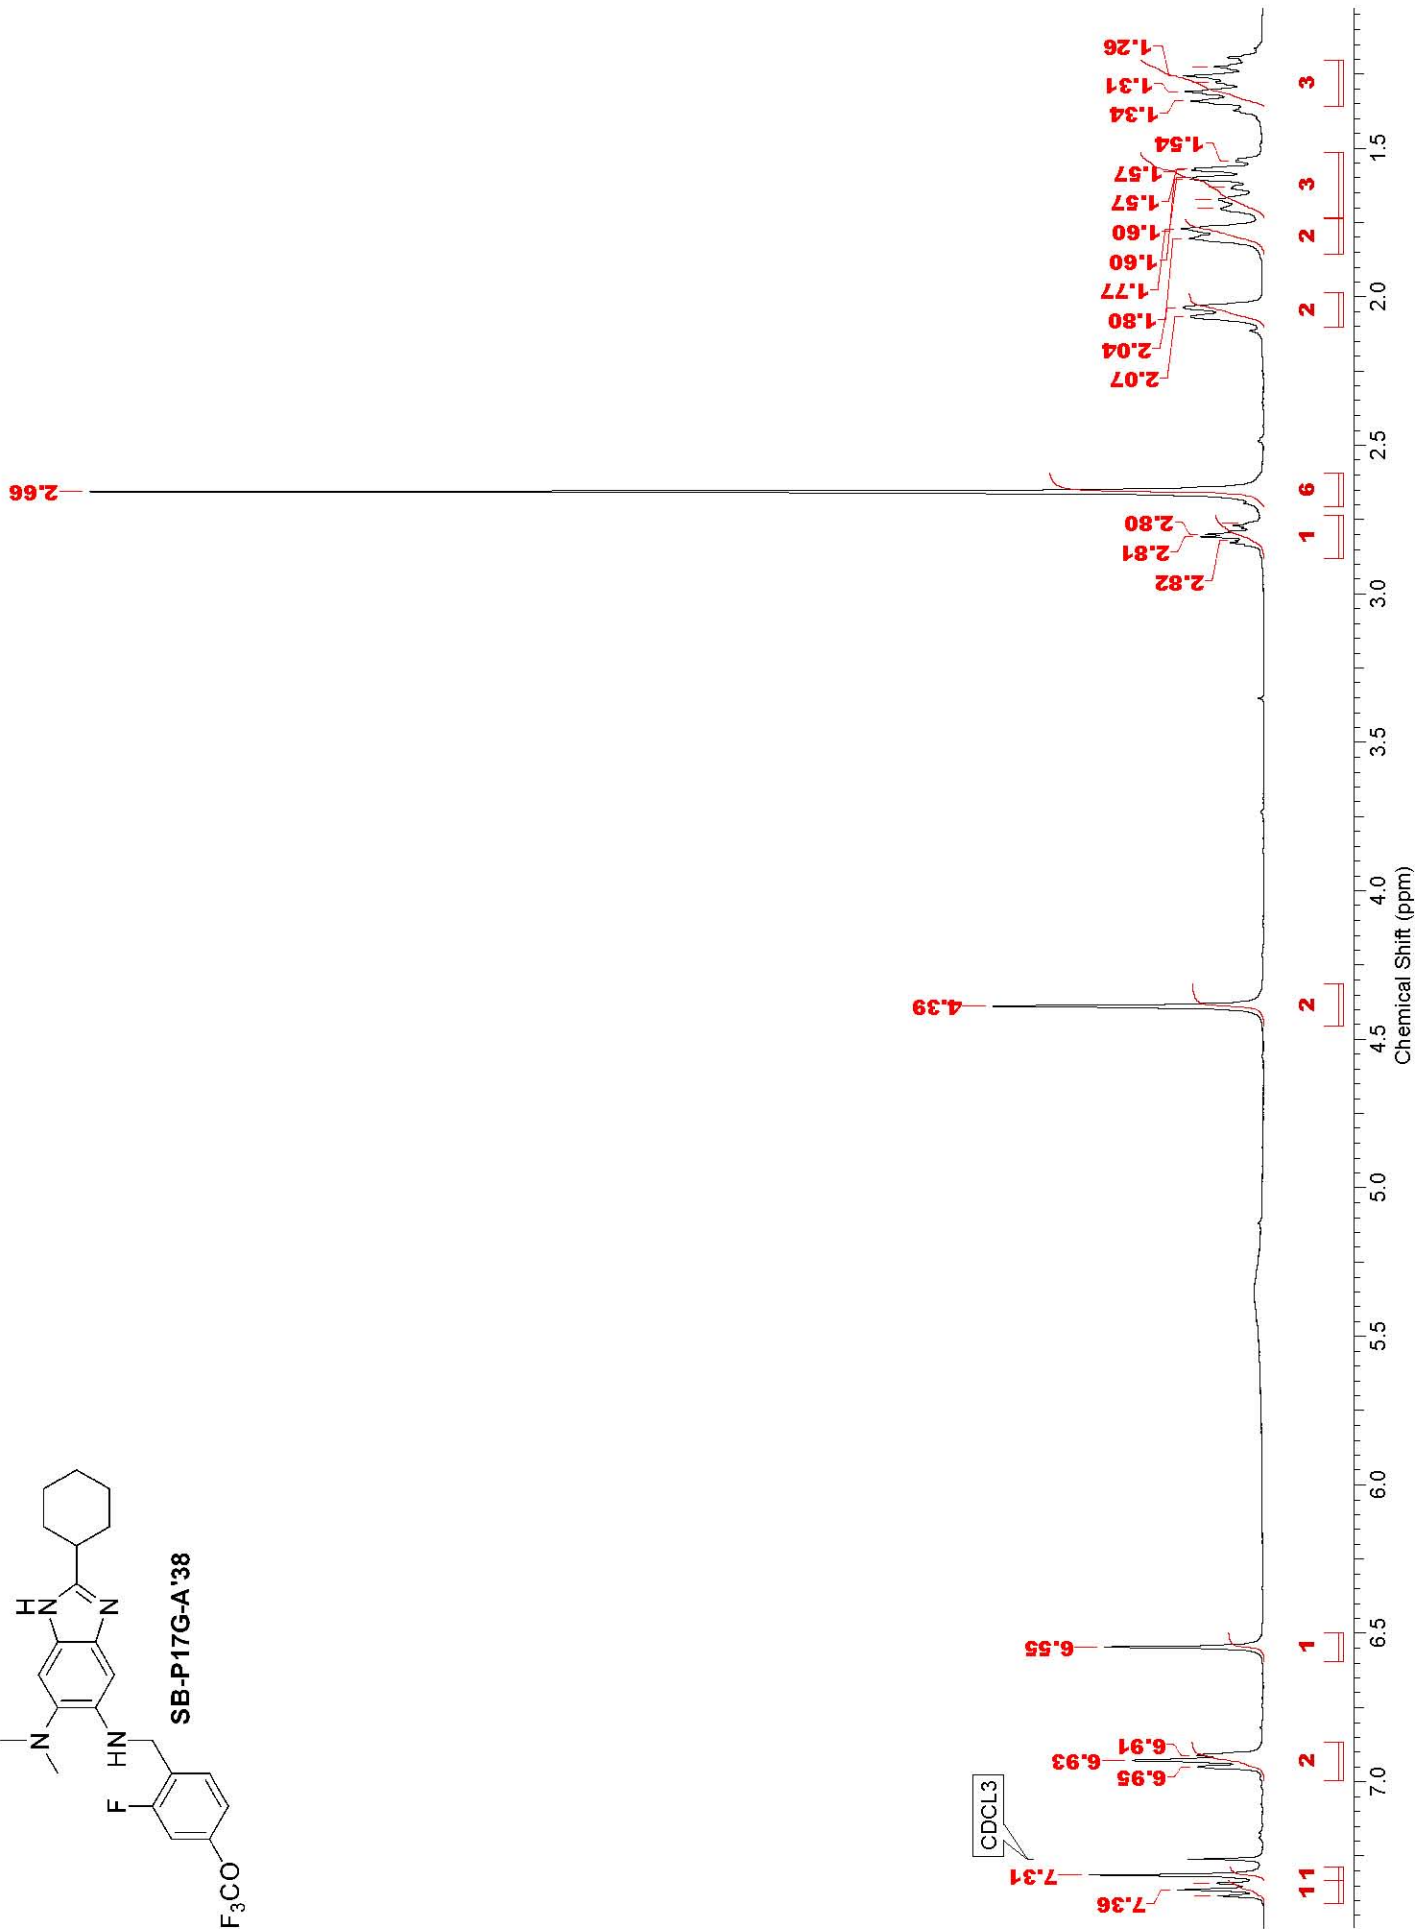 H
N
N
N
HN
F
F₃CO
SB-P17G-A'38
CDCL3
7.36
7.31
6.95
6.93
6.91
6.55
4.39
2.82
2.81
2.80
2.66
2.07
2.04
1.80
1.77
1.60
1.60
1.57
1.57
1.54
1.34
1.31
1.26
1 1 2 1 2 1 6 2 2 3 3
7.0 6.5 6.0 5.5 5.0 4.5 4.0 3.5 3.0 2.5 2.0 1.5
Chemical Shift (ppm)